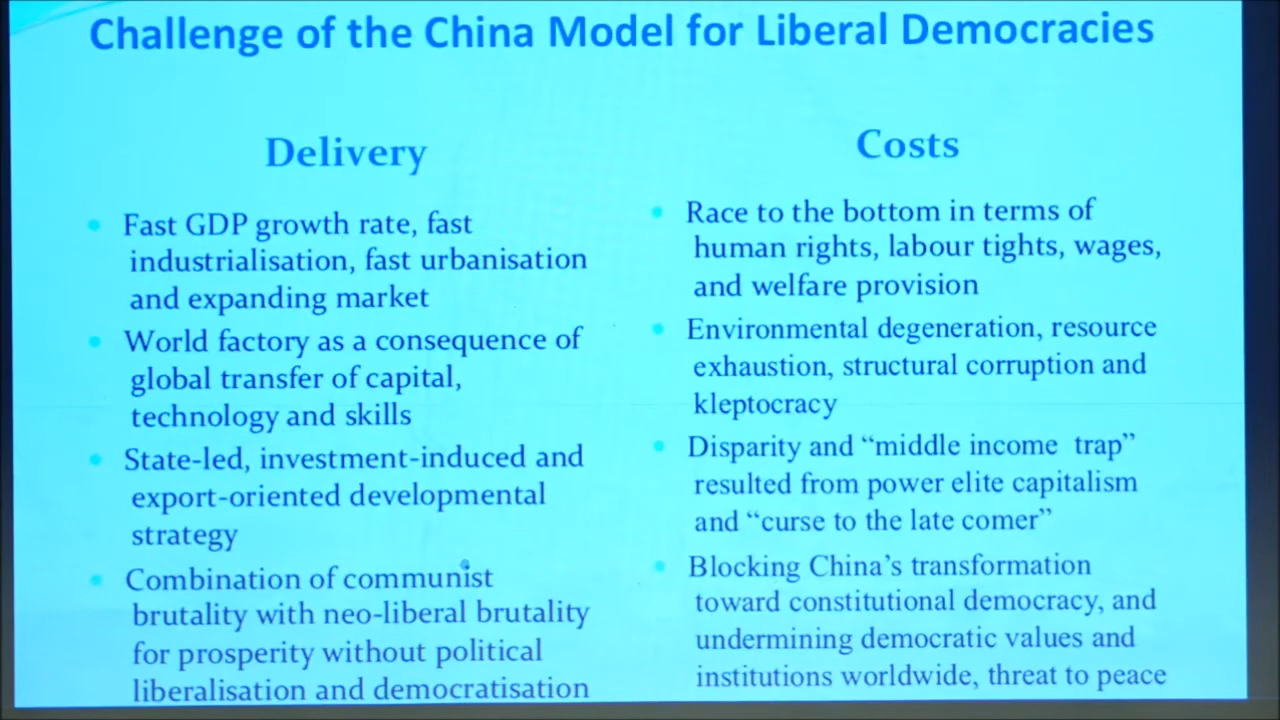 Challenge of the China Model for Liberal Democracies
Delivery
Fast GDP growth rate, fast
industrialisation, fast urbanisation
and expanding market
World factory as a consequence of
global transfer of capital,
technology and skills
State-led, investment-induced and
export-oriented developmental
strategy
Combination of communist
brutality with neo-liberal brutality
for prosperity without political
liberalisation and democratisation
Costs
Race to the bottom in terms of
human rights, labour tights, wages,
and welfare provision
Environmental degeneration, resource
exhaustion, structural corruption and
kleptocracy
Disparity and “middle income trap”
resulted from power elite capitalism
and “curse to the late comer”
Blocking China’s transformation
toward constitutional democracy, and
undermining democratic values and
institutions worldwide, threat to peace